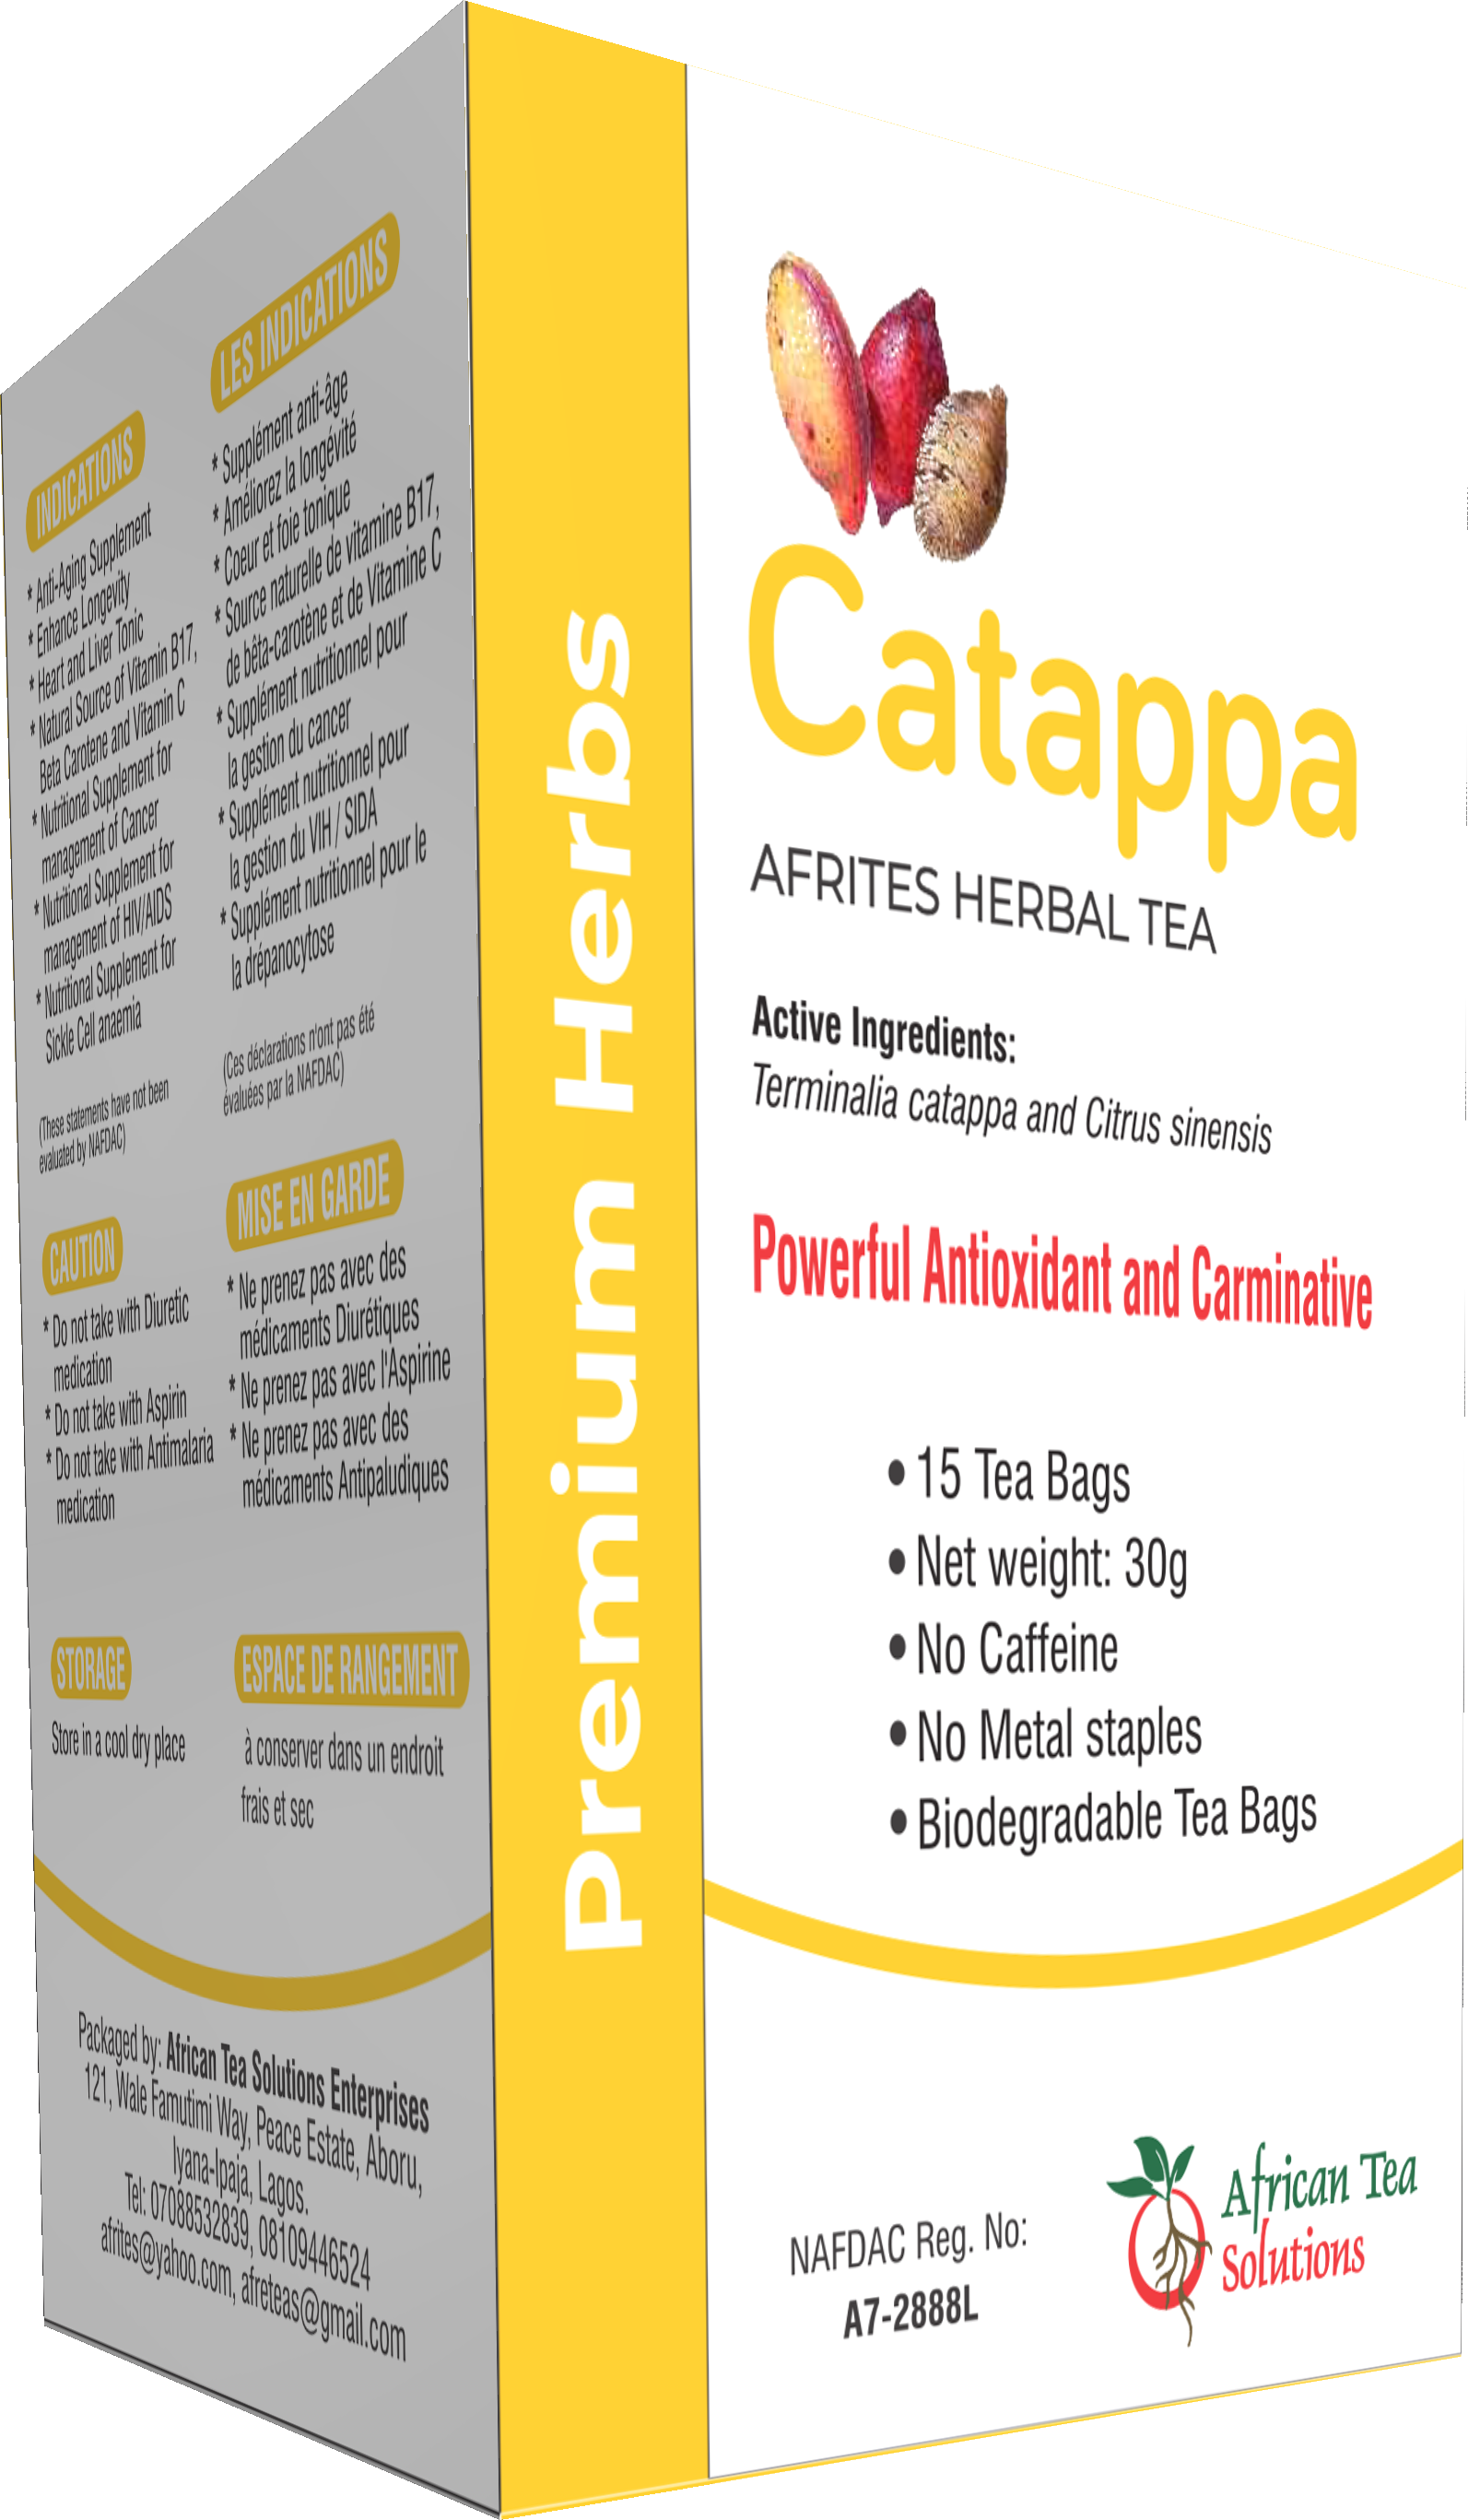 INDICATIONS
* Anti-Aging Supplement
* Enhance Longevity
* Heart and Liver Tonic
* Natural Source of Vitamin B17,
Beta Carotene and Vitamin C
* Nutritional Supplement for
management of Cancer
* Nutritional Supplement for
management of HIV/AIDS
* Nutritional Supplement for
Sickle Cell anaemia
(These statements have not been
evaluated by NAFDAC)
CAUTION
* Do not take with Diuretic
medication
* Do not take with Aspirin
* Do not take with Antimalaria
medication
STORAGE
Store in a cool dry place
LES INDICATIONS
* Supplément anti-âge
* Améliorez la longévité
* Coeur et foie tonique
* Source naturelle de vitamine B17,
de bêta-carotène et de Vitamine C
* Supplément nutritionnel pour
la gestion du cancer
* Supplément nutritionnel pour
la gestion du VIH / SIDA
* Supplément nutritionnel pour le
la drépanocytose
(Ces déclarations n'ont pas été
évaluées par la NAFDAC)
MISE EN GARDE
* Ne prenez pas avec des
médicaments Diurétiques
* Ne prenez pas avec l'Aspirine
* Ne prenez pas avec des
médicaments Antipaludiques
ESPACE DE RANGEMENT
à conserver dans un endroit
frais et sec
Packaged by: African Tea Solutions Enterprises
121, Wale Famutimi Way, Peace Estate, Aboru,
Iyana-Ipaja, Lagos.
Tel: 07088532839, 08109446524
afrites@yahoo.com, afreteas@gmail.com
Premium Herbs
Catappa
AFRITES HERBAL TEA
Active Ingredients:
Terminalia catappa and Citrus sinensis
Powerful Antioxidant and Carminative
• 15 Tea Bags
• Net weight: 30g
• No Caffeine
• No Metal staples
• Biodegradable Tea Bags
NAFDAC Reg. No:
A7-2888L
African Tea
Solutions